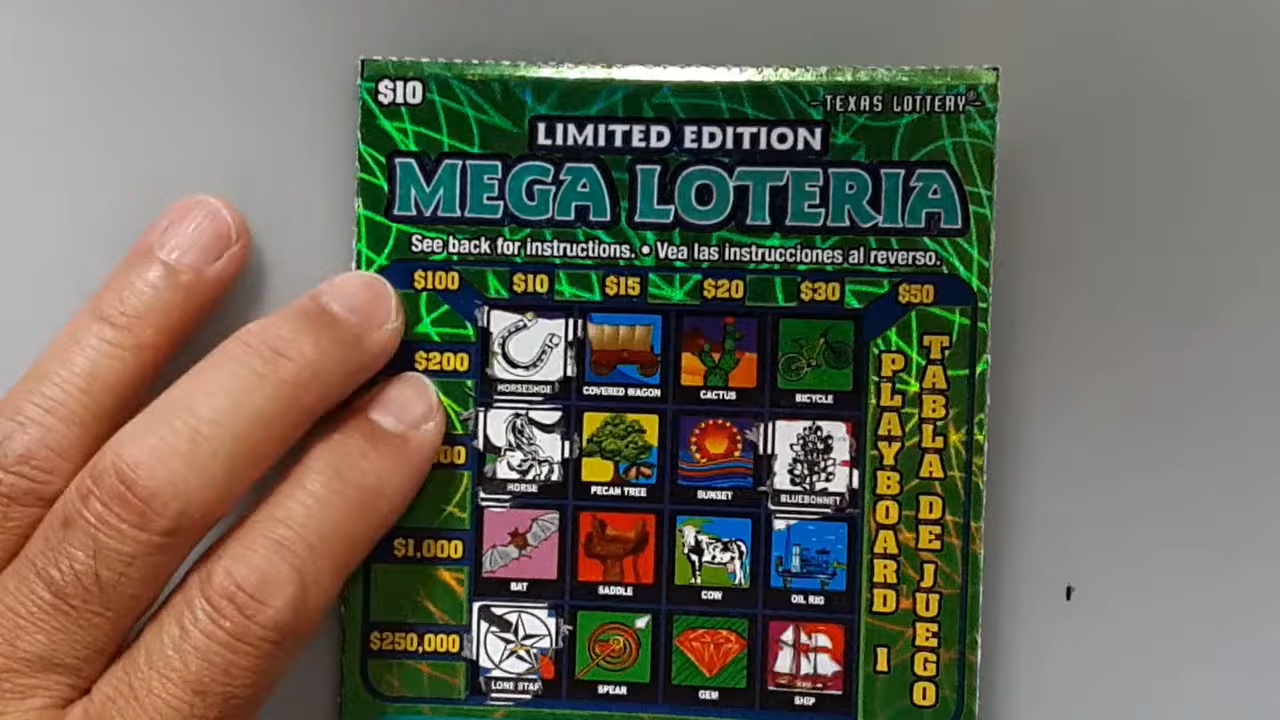 $10
TEXAS LOTTERY®
LIMITED EDITION
MEGA LOTERIA
See back for instructions. • Vea las instrucciones al reverso.
$100 $10 $15 $20 $30 $50
$200
HORSESHOE COVERED WAGON CACTUS BICYCLE
HORSE PECAN TREE SUNSET BLUEBONNET
$1,000
BAT SADDLE COW OIL RIG
$250,000
LONE STAR SPEAR GEM SHIP
PLAYBOARD 1
TABLA DE JUEGO